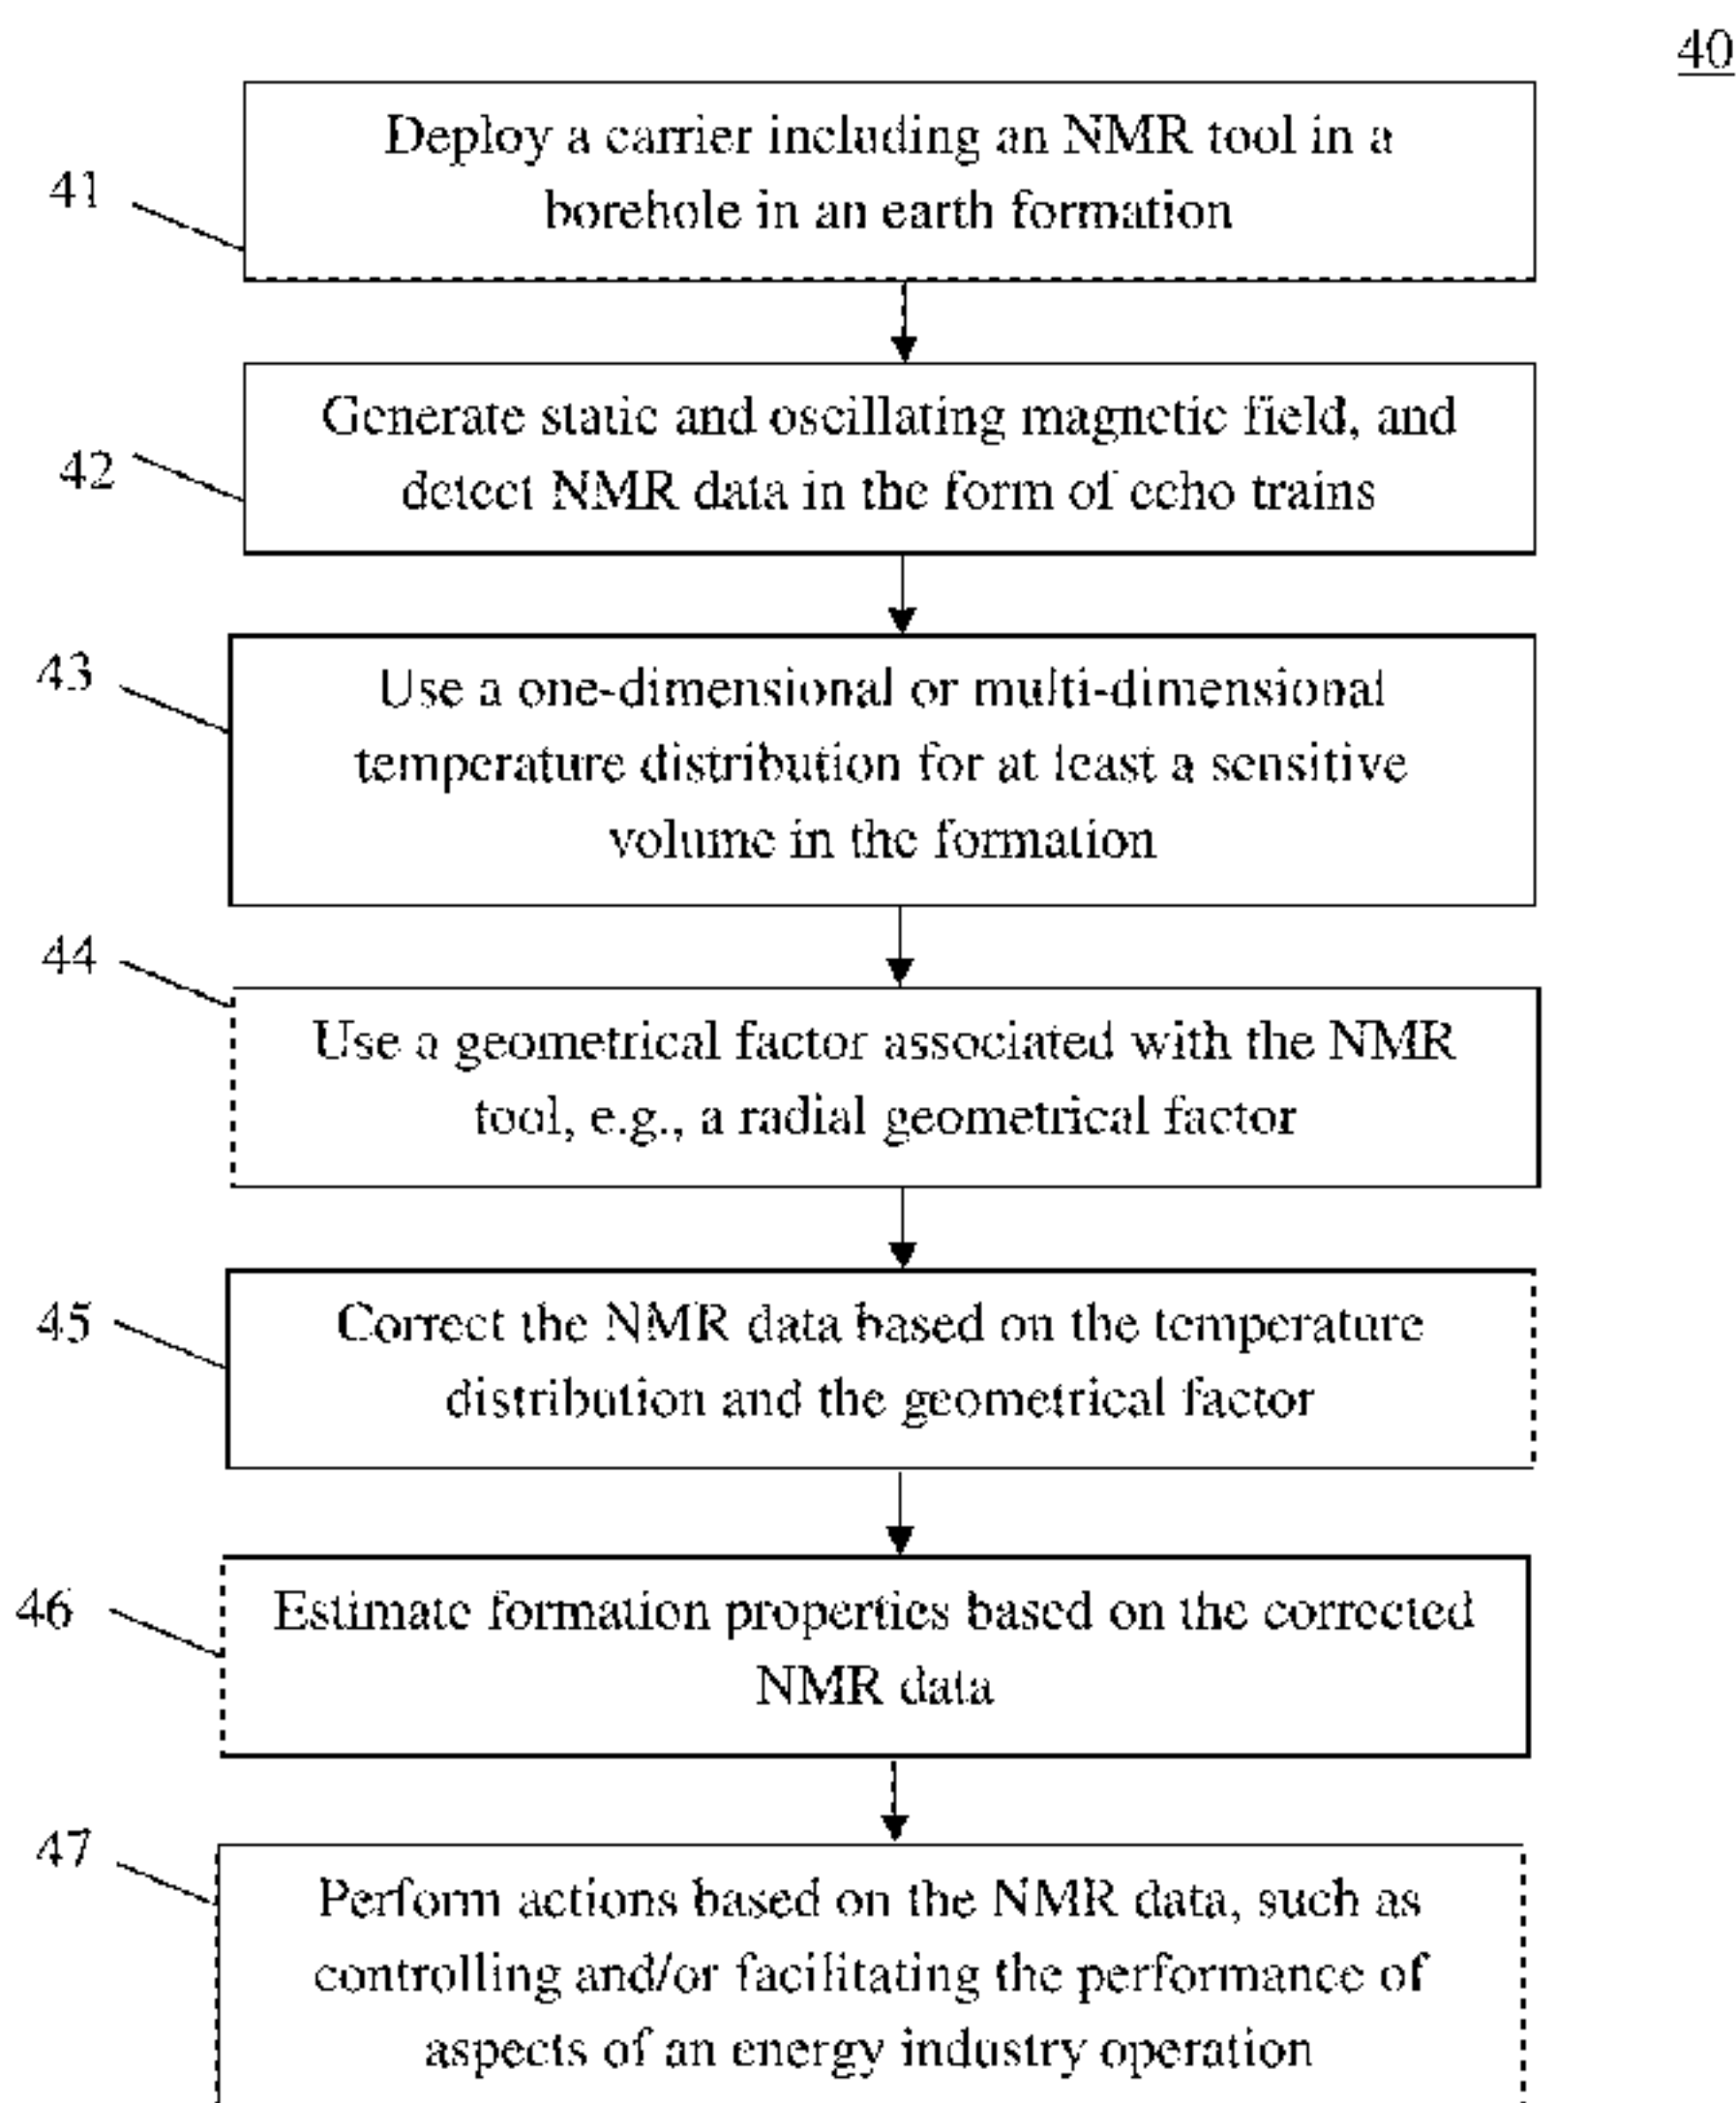 40
41
Deploy a carrier including an NMR tool in a
borehole in an earth formation
42
Generate static and oscillating magnetic field, and
detect NMR data in the form of echo trains
43
Use a one-dimensional or multi-dimensional
temperature distribution for at least a sensitive
volume in the formation
44
Use a geometrical factor associated with the NMR
tool, e.g., a radial geometrical factor
45
Correct the NMR data based on the temperature
distribution and the geometrical factor
46
Estimate formation properties based on the corrected
NMR data
47
Perform actions based on the NMR data, such as
controlling and/or facilitating the performance of
aspects of an energy industry operation